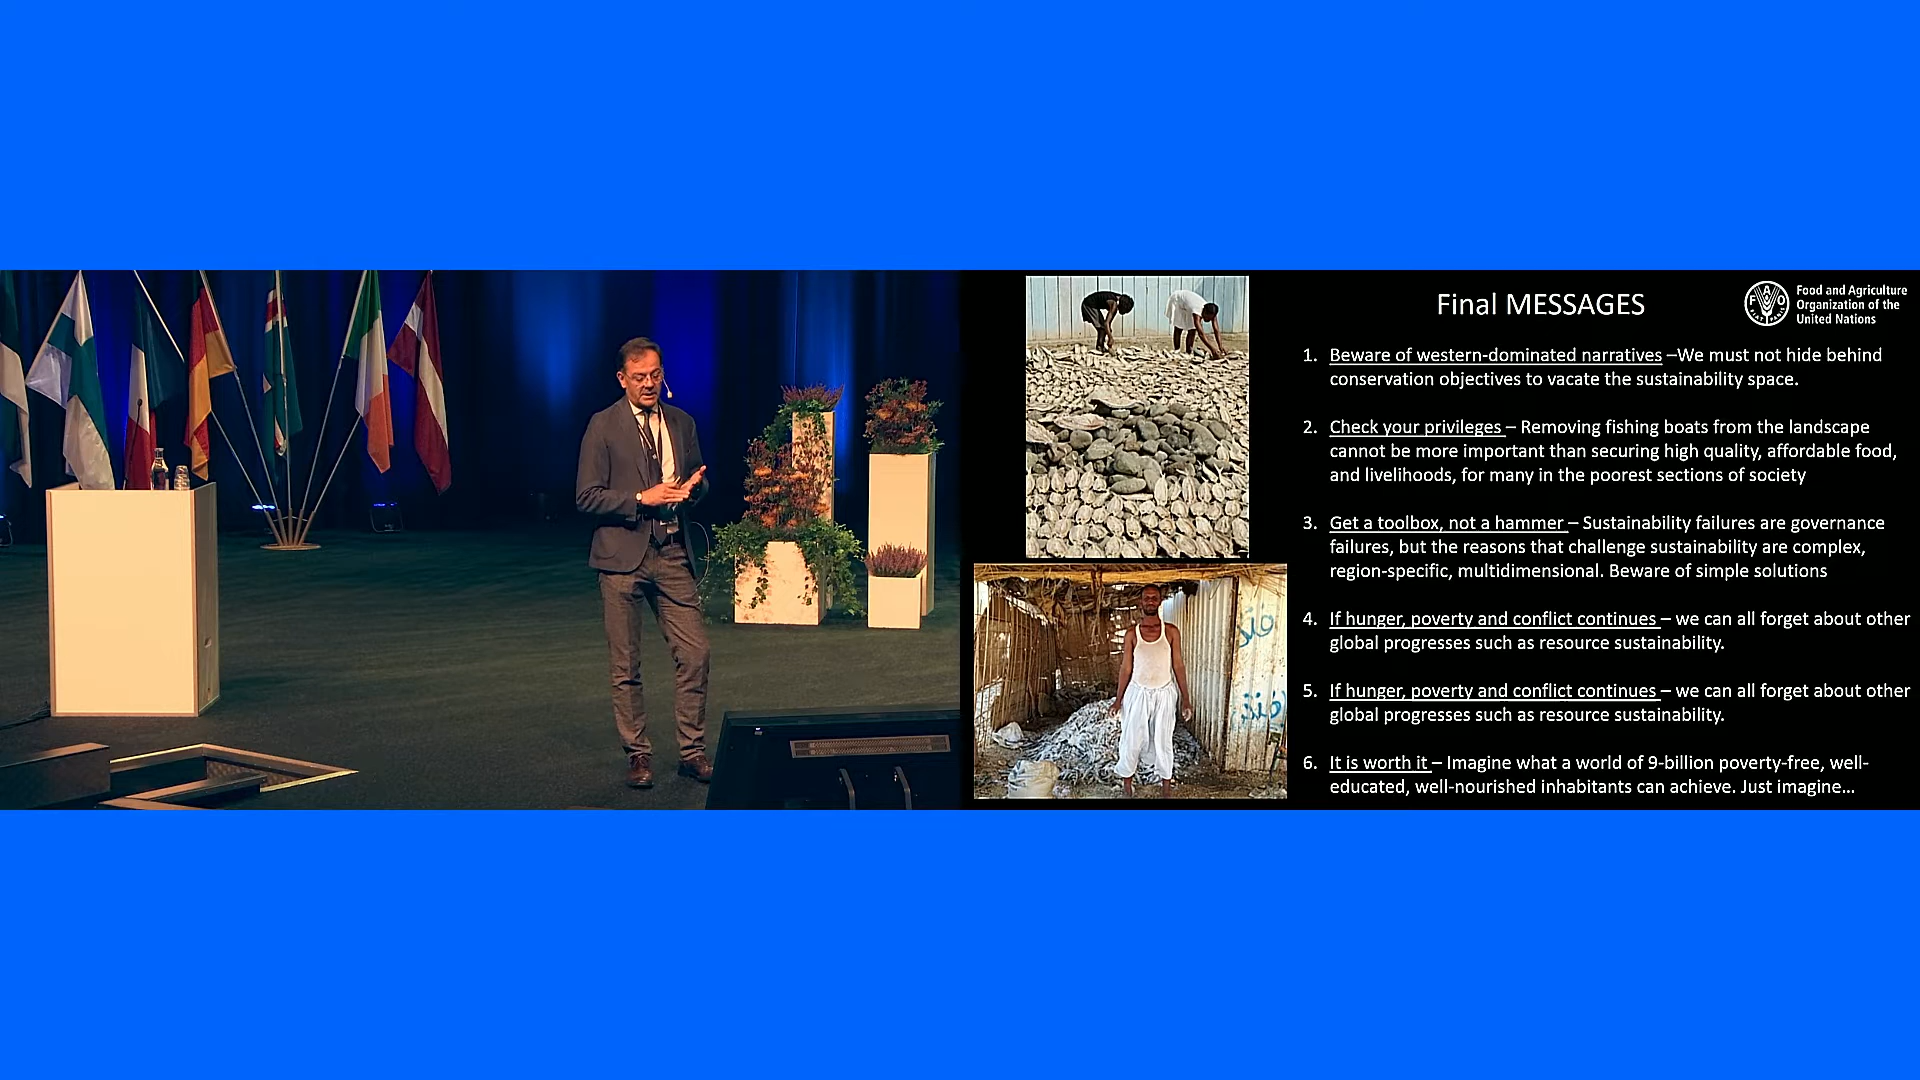 Final MESSAGES
FAO
FIAT PANIS
Food and Agriculture
Organization of the
United Nations
1. Beware of western-dominated narratives –We must not hide behind
conservation objectives to vacate the sustainability space.
2. Check your privileges – Removing fishing boats from the landscape
cannot be more important than securing high quality, affordable food,
and livelihoods, for many in the poorest sections of society
3. Get a toolbox, not a hammer – Sustainability failures are governance
failures, but the reasons that challenge sustainability are complex,
region-specific, multidimensional. Beware of simple solutions
4. If hunger, poverty and conflict continues – we can all forget about other
global progresses such as resource sustainability.
5. If hunger, poverty and conflict continues – we can all forget about other
global progresses such as resource sustainability.
6. It is worth it – Imagine what a world of 9-billion poverty-free, well-
educated, well-nourished inhabitants can achieve. Just imagine...